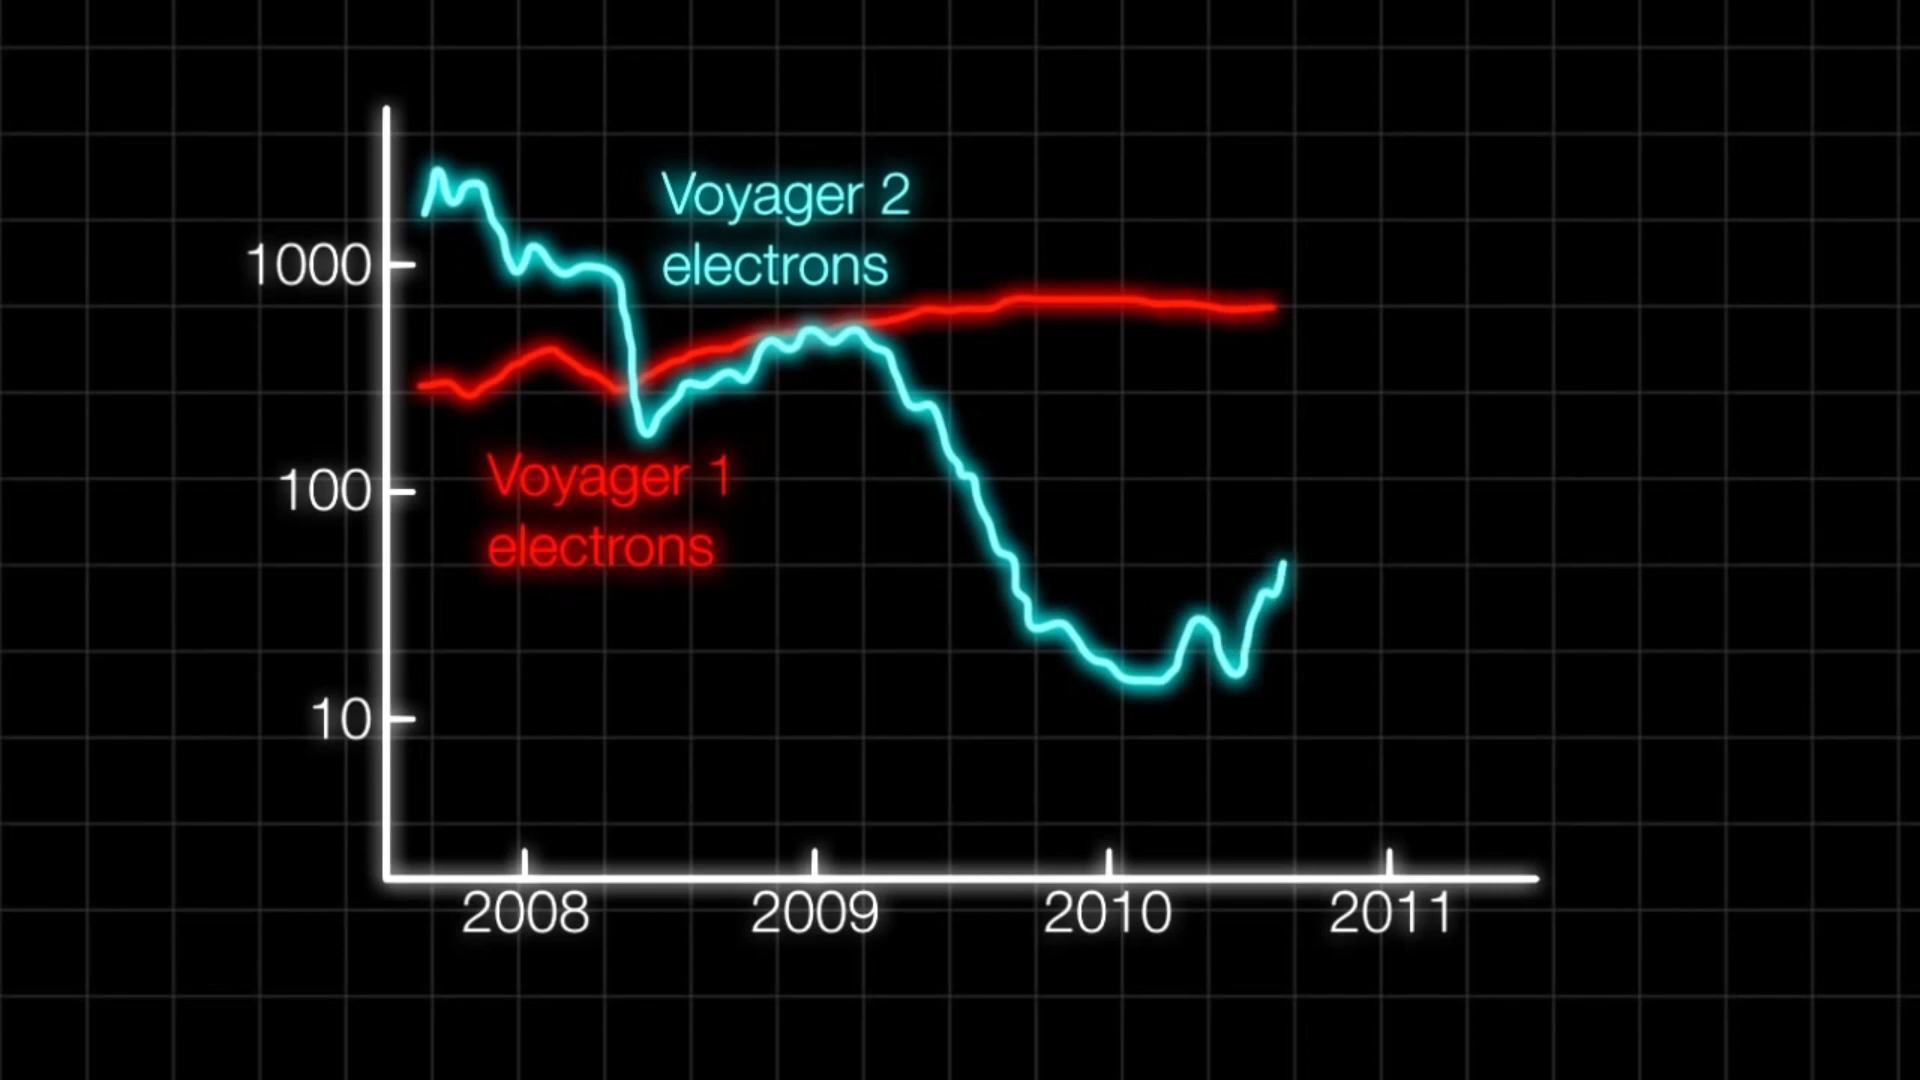 Voyager 2
electrons
1000
Voyager 1
100
electrons
10
2008 2009 2010 2011